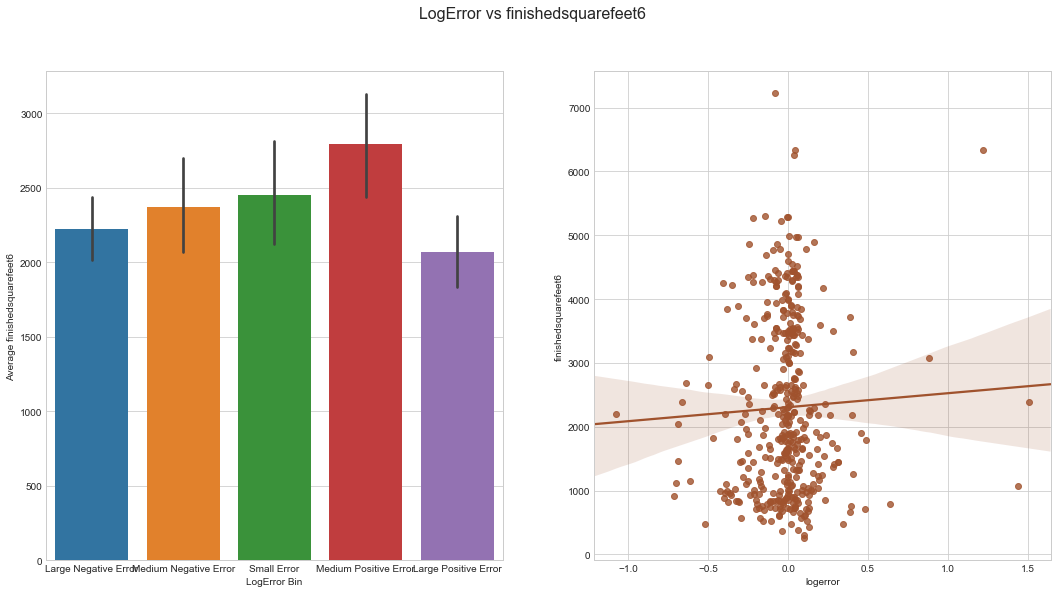 LogError vs finishedsquarefeet6
Average finishedsquarefeet6
3000
2500
2000
1500
1000
500
0
Large Negative Error Medium Negative Error Small Error Medium Positive Error Large Positive Error
LogError Bin
finishedsquarefeet6
7000
6000
5000
4000
3000
2000
1000
0
−1.0 −0.5 0.0 0.5 1.0 1.5
logerror